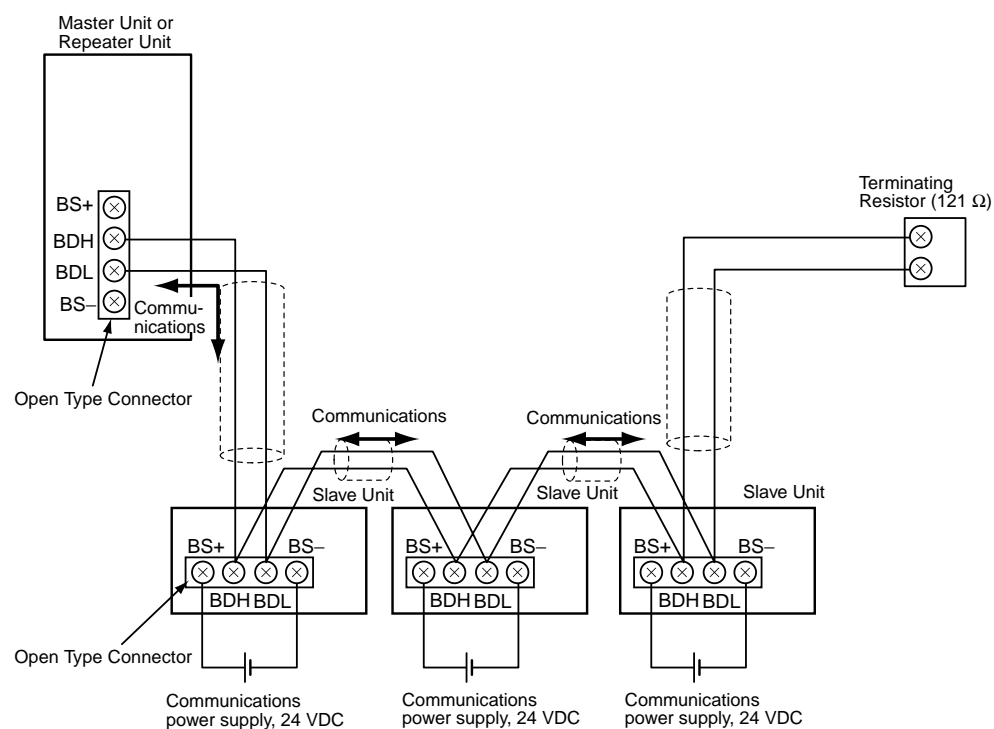 Master Unit or
Repeater Unit
BS+
BDH
BDL
BS–
Commu-
nications
Open Type Connector
Terminating
Resistor (121 Ω)
Communications
Communications
Slave Unit
Slave Unit
Slave Unit
BS+
BS–
BDH
BDL
BS+
BS–
BDH
BDL
BS+
BS–
BDH
BDL
Open Type Connector
Communications
power supply, 24 VDC
Communications
power supply, 24 VDC
Communications
power supply, 24 VDC